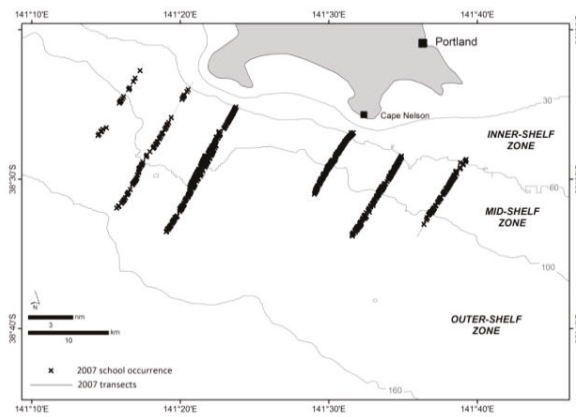 141°10'E 141°20'E 141°30'E 141°40'E
Portland
Cape Nelson
30
INNER-SHELF
ZONE
38°30'S
60
MID-SHELF
ZONE
100
N
nm
3
km
10
OUTER-SHELF
ZONE
38°40'S
2007 school occurrence
2007 transects
160
141°10'E 141°20'E 141°30'E 141°40'E